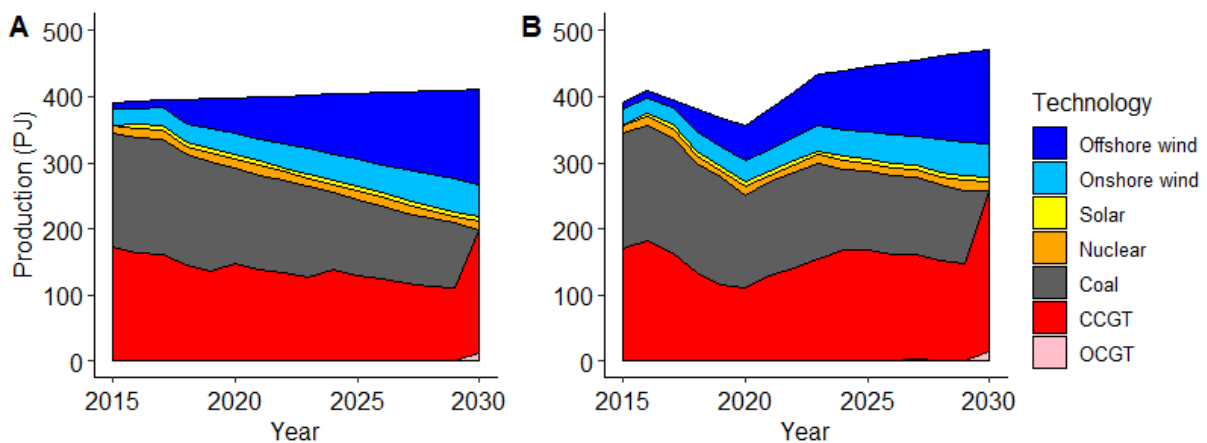 A
B
Production (PJ)
500
400
300
200
100
0
2015
2020
2025
2030
Year
500
400
300
200
100
0
2015
2020
2025
2030
Year
Technology
Offshore wind
Onshore wind
Solar
Nuclear
Coal
CCGT
OCGT